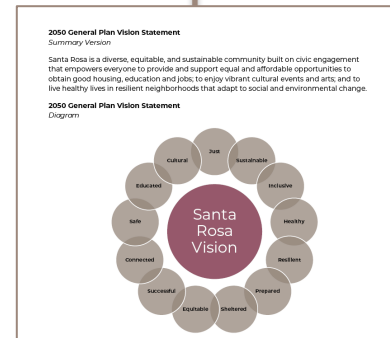 2050 General Plan Vision Statement
Summary Version
Santa Rosa is a diverse, equitable, and sustainable community built on civic engagement
that empowers everyone to provide and support equal and affordable opportunities to
obtain good housing, education and jobs; to enjoy vibrant cultural events and arts; and to
live healthy lives in resilient neighborhoods that adapt to social and environmental change.
2050 General Plan Vision Statement
Diagram
Just
Sustainable
Inclusive
Healthy
Resilient
Prepared
Sheltered
Equitable
Successful
Connected
Safe
Educated
Cultural
Santa
Rosa
Vision